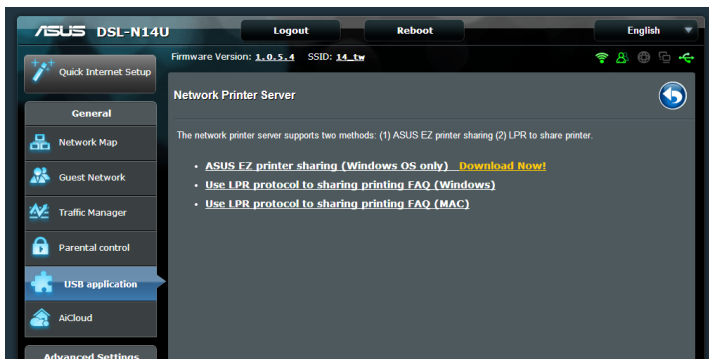 ASUS DSL-N14U Logout Reboot English
Firmware Version: 1.0.5.4 SSID: 14_tw
Quick Internet Setup
General
Network Map
Guest Network
Traffic Manager
Parental control
USB application
AiCloud
Advanced Settings
Network Printer Server
The network printer server supports two methods: (1) ASUS EZ printer sharing (2) LPR to share printer.
ASUS EZ printer sharing (Windows OS only) Download Now!
Use LPR protocol to sharing printing FAQ (Windows)
Use LPR protocol to sharing printing FAQ (MAC)